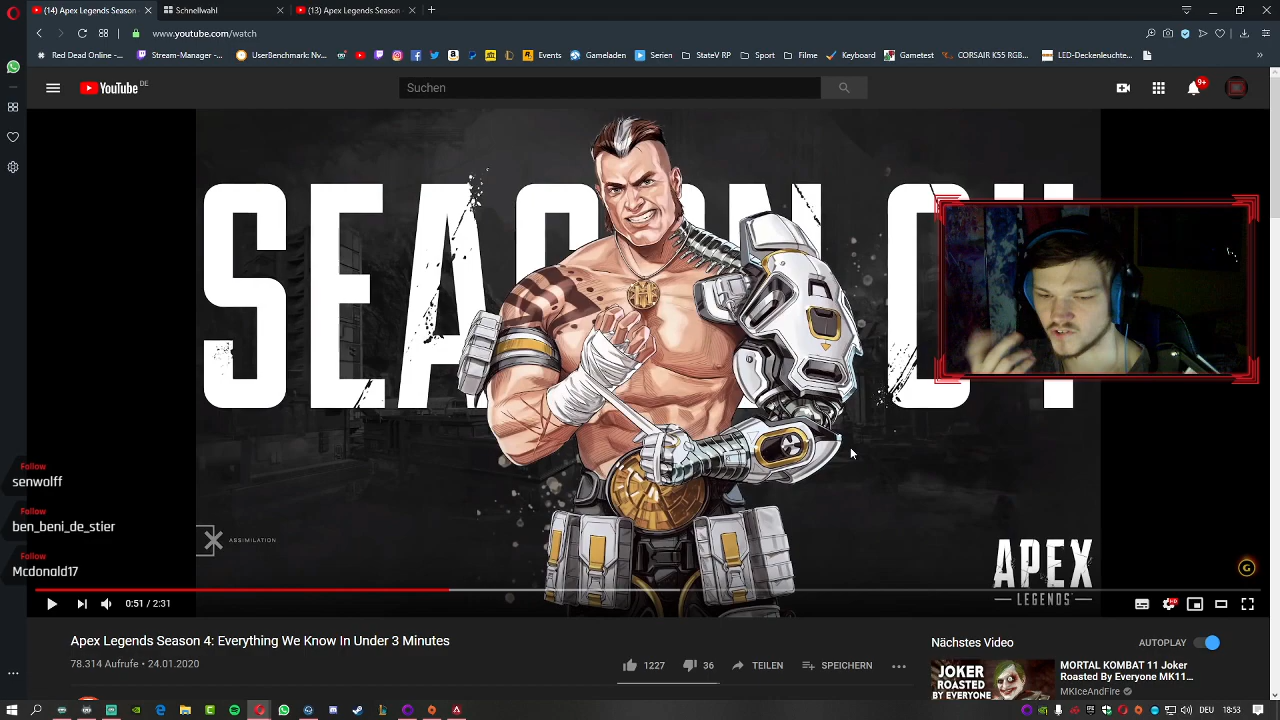 (14) Apex Legends Season
Schnellwahl
(13) Apex Legends Season
www.youtube.com/watch
Red Dead Online -...
Stream-Manager -...
UserBenchmark: Nv...
Events
Gameladen
Serien
StateV RP
Sport
Filme
Keyboard
Gametest
CORSAIR K55 RGB...
LED-Deckenleuchte...
YouTube DE
Suchen
9+
SEASON
Follow
senwolff
Follow
ben_beni_de_stier
Follow
Mcdonald17
ASSIMILATION
APEX
LEGENDS
G
0:51 / 2:31
HD
Apex Legends Season 4: Everything We Know In Under 3 Minutes
78.314 Aufrufe • 24.01.2020
1227
36
TEILEN
SPEICHERN
Nächstes Video
AUTOPLAY
JOKER
ROASTED
BY EVERYONE
MORTAL KOMBAT 11 Joker
Roasted By Everyone MK11...
MKIceAndFire
DEU
18:53